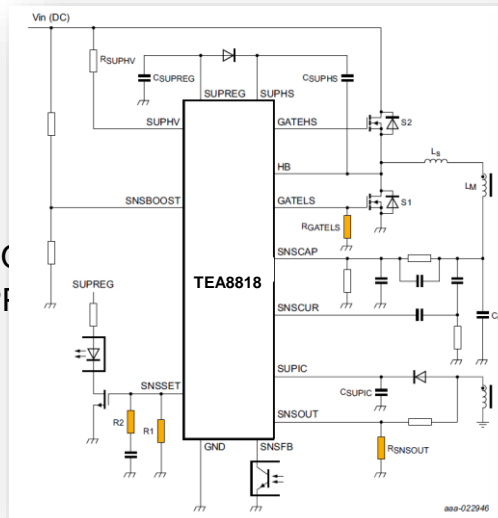 Vin (DC)
RSUPHV
CSUPREG
CSUPHS
SUPREG
SUPHS
SUPHV
GATEHS
S2
HB
Ls
LM
SNSBOOST
GATELS
S1
RGATELS
SNSCAP
TEA8818
SUPREG
SNSCUR
SUPIC
CSUPIC
SNSSET
SNSOUT
R2
R1
RSNSOUT
GND
SNSFB
aaa-022946